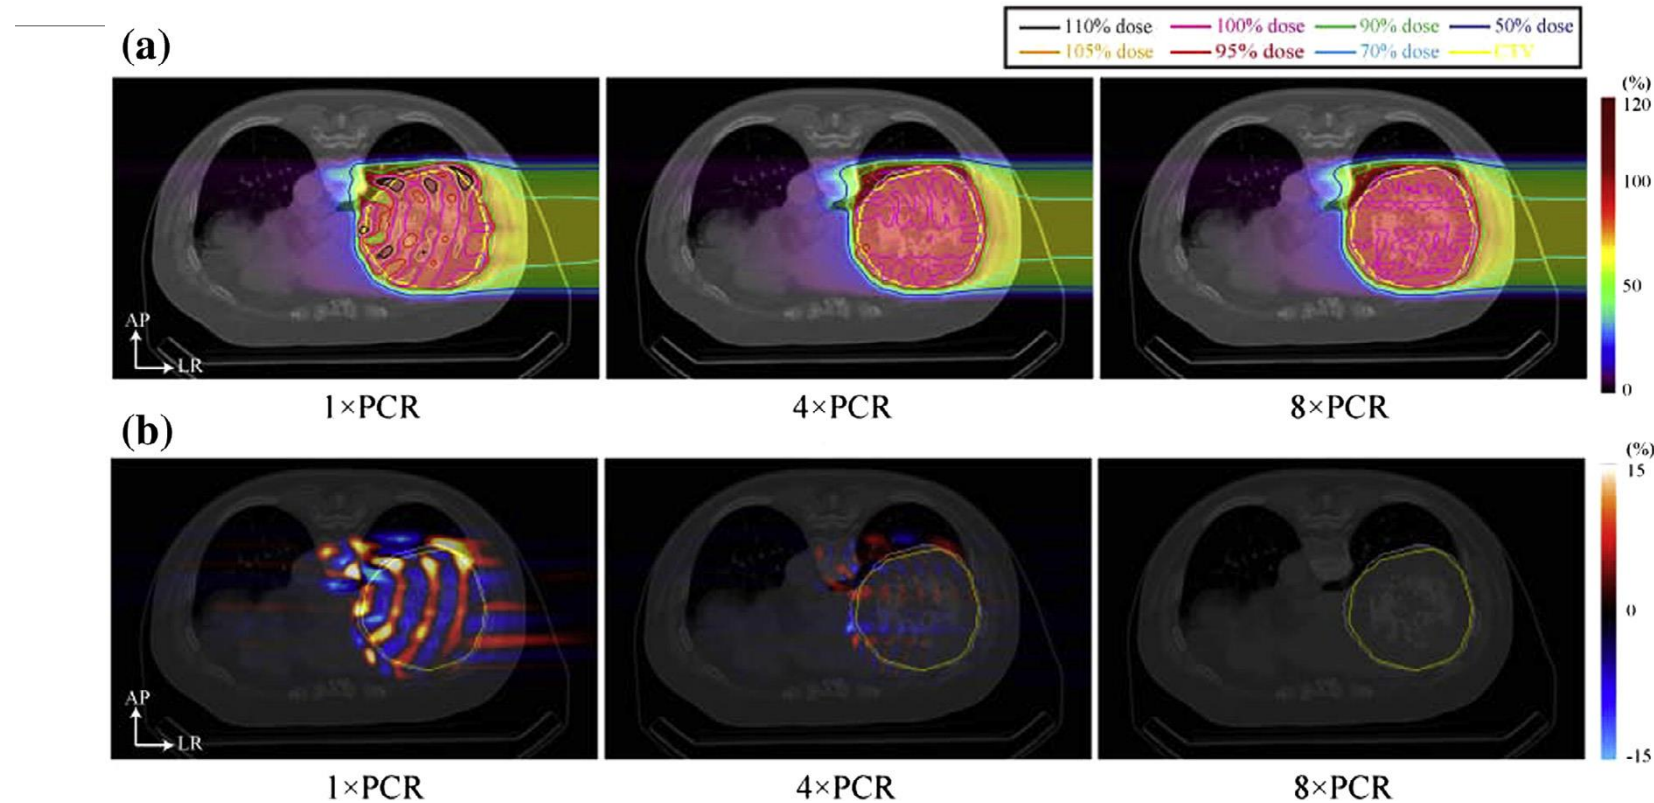 (a)
110% dose 100% dose 90% dose 50% dose
105% dose 95% dose 70% dose CTV
(%)
120
100
50
0
AP
LR
1×PCR 4×PCR 8×PCR
(b)
(%)
15
0
-15
AP
LR
1×PCR 4×PCR 8×PCR